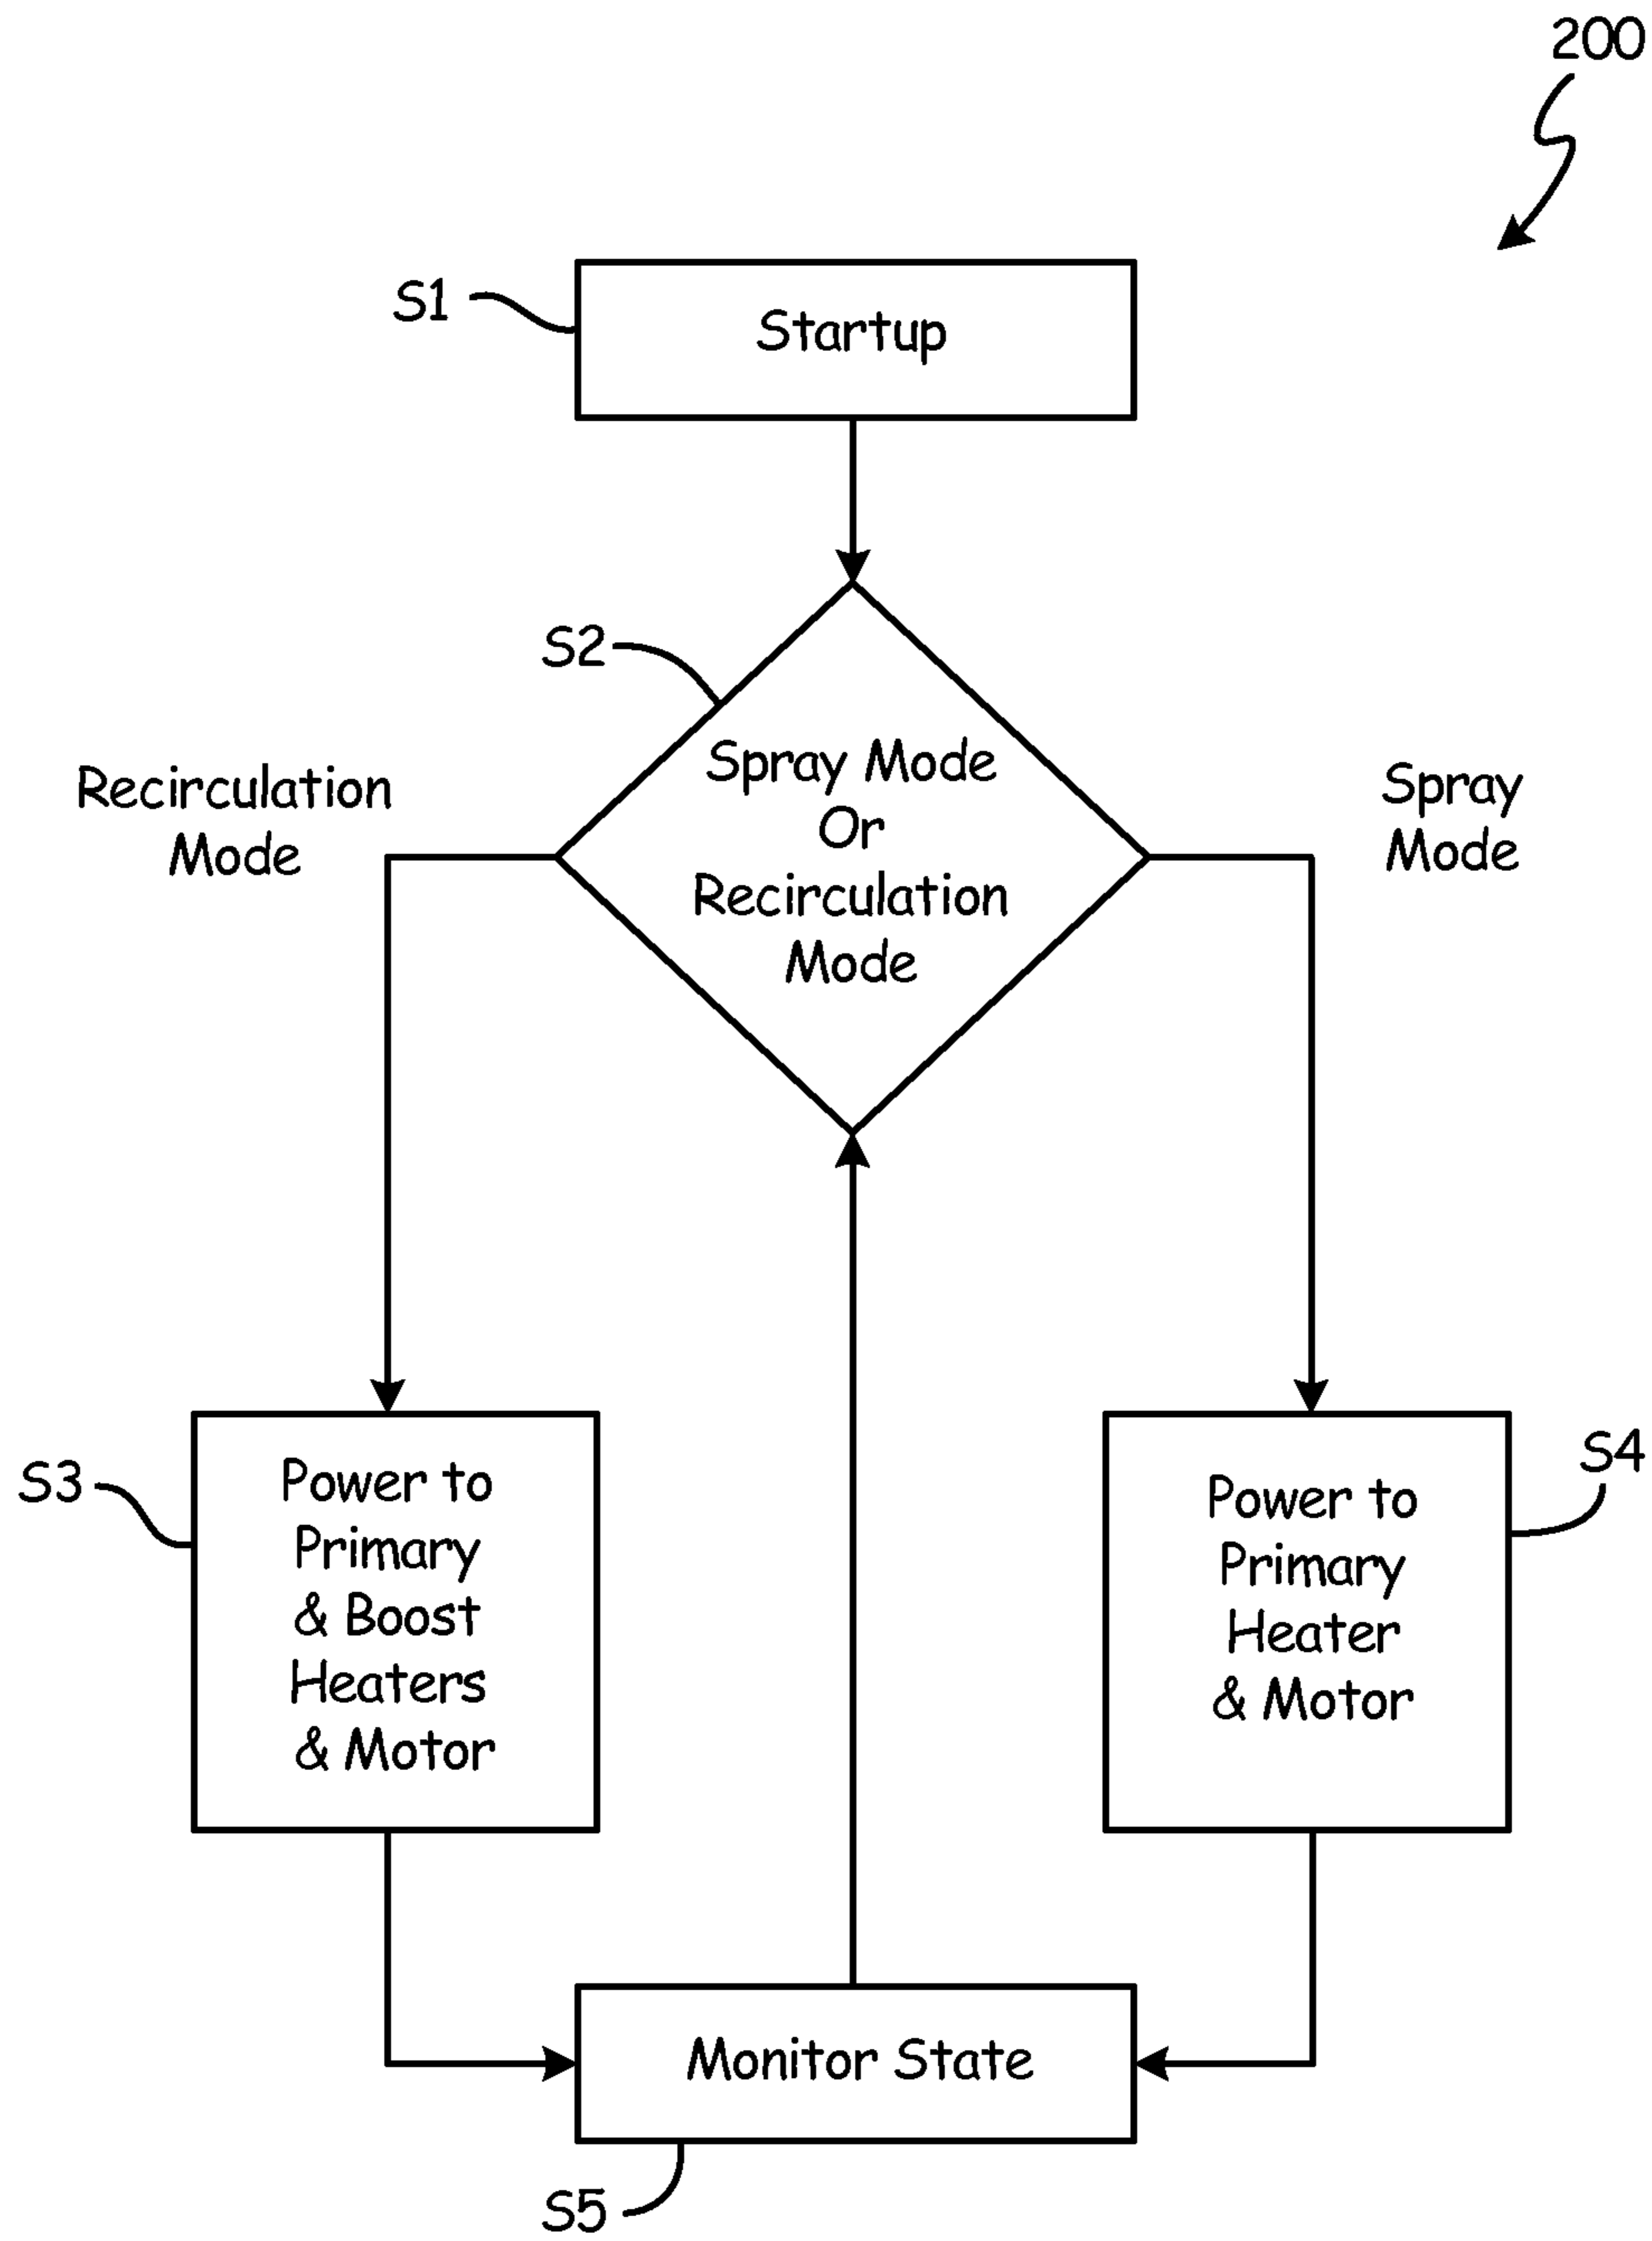 200
S1
Startup
S2
Spray Mode
Or
Recirculation
Mode
Recirculation
Mode
Spray
Mode
S3
Power to
Primary
& Boost
Heaters
& Motor
S4
Power to
Primary
Heater
& Motor
Monitor State
S5